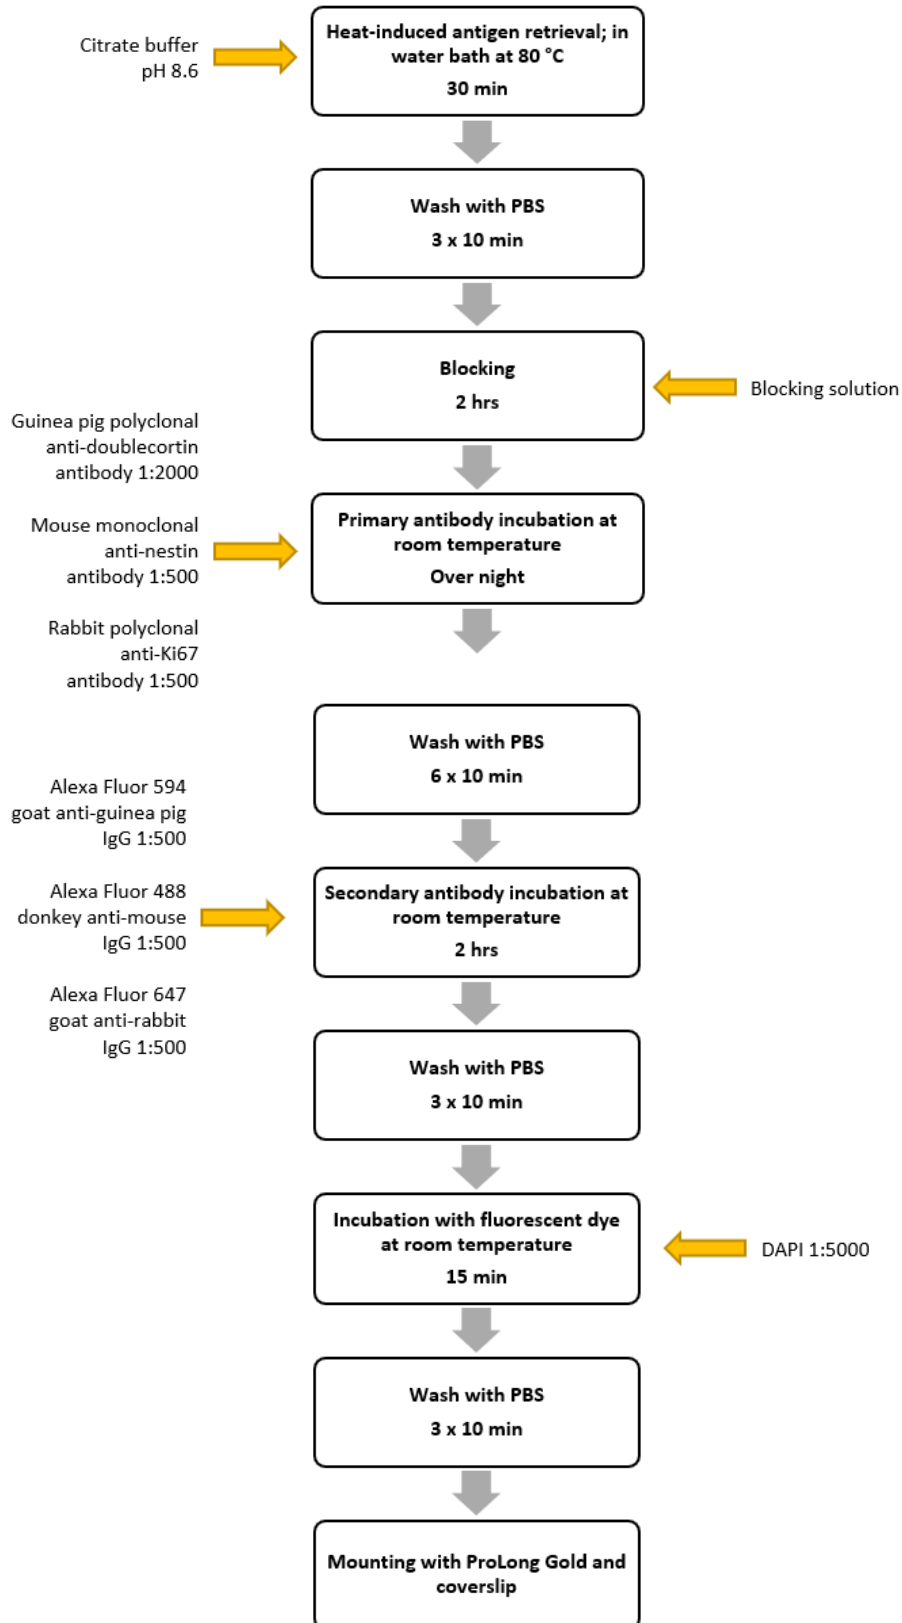 Citrate buffer
pH 8.6
Heat-induced antigen retrieval; in
water bath at 80 °C
30 min
Wash with PBS
3 x 10 min
Blocking
2 hrs
Blocking solution
Guinea pig polyclonal
anti-doublecortin
antibody 1:2000
Mouse monoclonal
anti-nestin
antibody 1:500
Rabbit polyclonal
anti-Ki67
antibody 1:500
Primary antibody incubation at
room temperature
Over night
Wash with PBS
6 x 10 min
Alexa Fluor 594
goat anti-guinea pig
IgG 1:500
Alexa Fluor 488
donkey anti-mouse
IgG 1:500
Alexa Fluor 647
goat anti-rabbit
IgG 1:500
Secondary antibody incubation at
room temperature
2 hrs
Wash with PBS
3 x 10 min
Incubation with fluorescent dye
at room temperature
15 min
DAPI 1:5000
Wash with PBS
3 x 10 min
Mounting with ProLong Gold and
coverslip